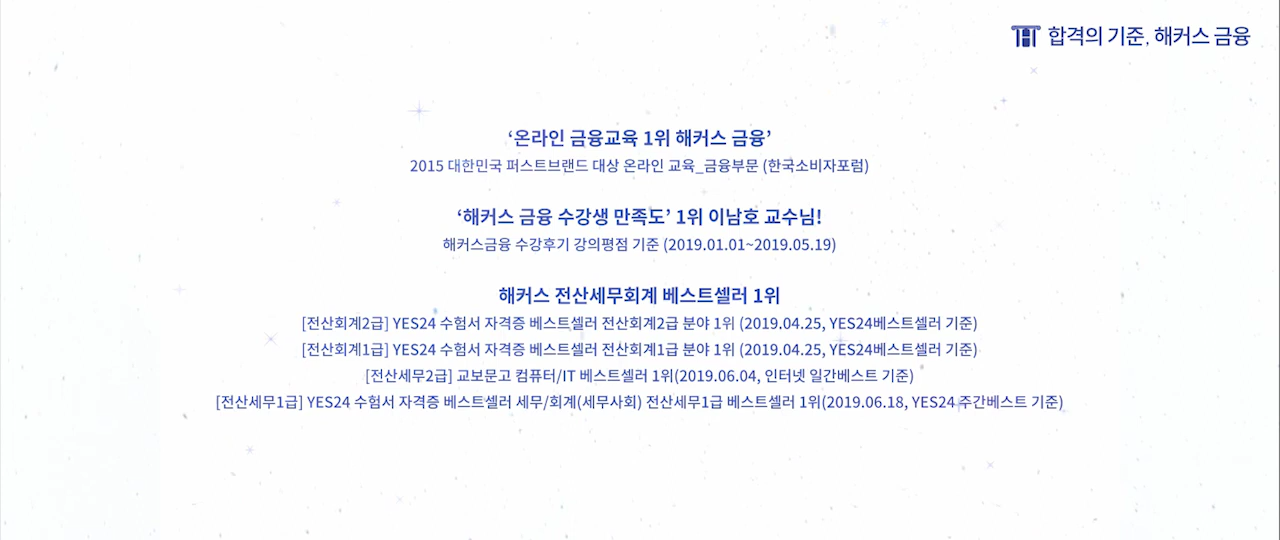 합격의 기준, 해커스 금융
‘온라인 금융교육 1위 해커스 금융’
2015 대한민국 퍼스트브랜드 대상 온라인 교육_금융부문 (한국소비자포럼)
‘해커스 금융 수강생 만족도’ 1위 이남호 교수님!
해커스금융 수강후기 강의평점 기준 (2019.01.01~2019.05.19)
해커스 전산세무회계 베스트셀러 1위
[전산회계2급] YES24 수험서 자격증 베스트셀러 전산회계2급 분야 1위 (2019.04.25, YES24베스트셀러 기준)
[전산회계1급] YES24 수험서 자격증 베스트셀러 전산회계1급 분야 1위 (2019.04.25, YES24베스트셀러 기준)
[전산세무2급] 교보문고 컴퓨터/IT 베스트셀러 1위(2019.06.04, 인터넷 일간베스트 기준)
[전산세무1급] YES24 수험서 자격증 베스트셀러 세무/회계(세무사회) 전산세무1급 베스트셀러 1위(2019.06.18, YES24 주간베스트 기준)